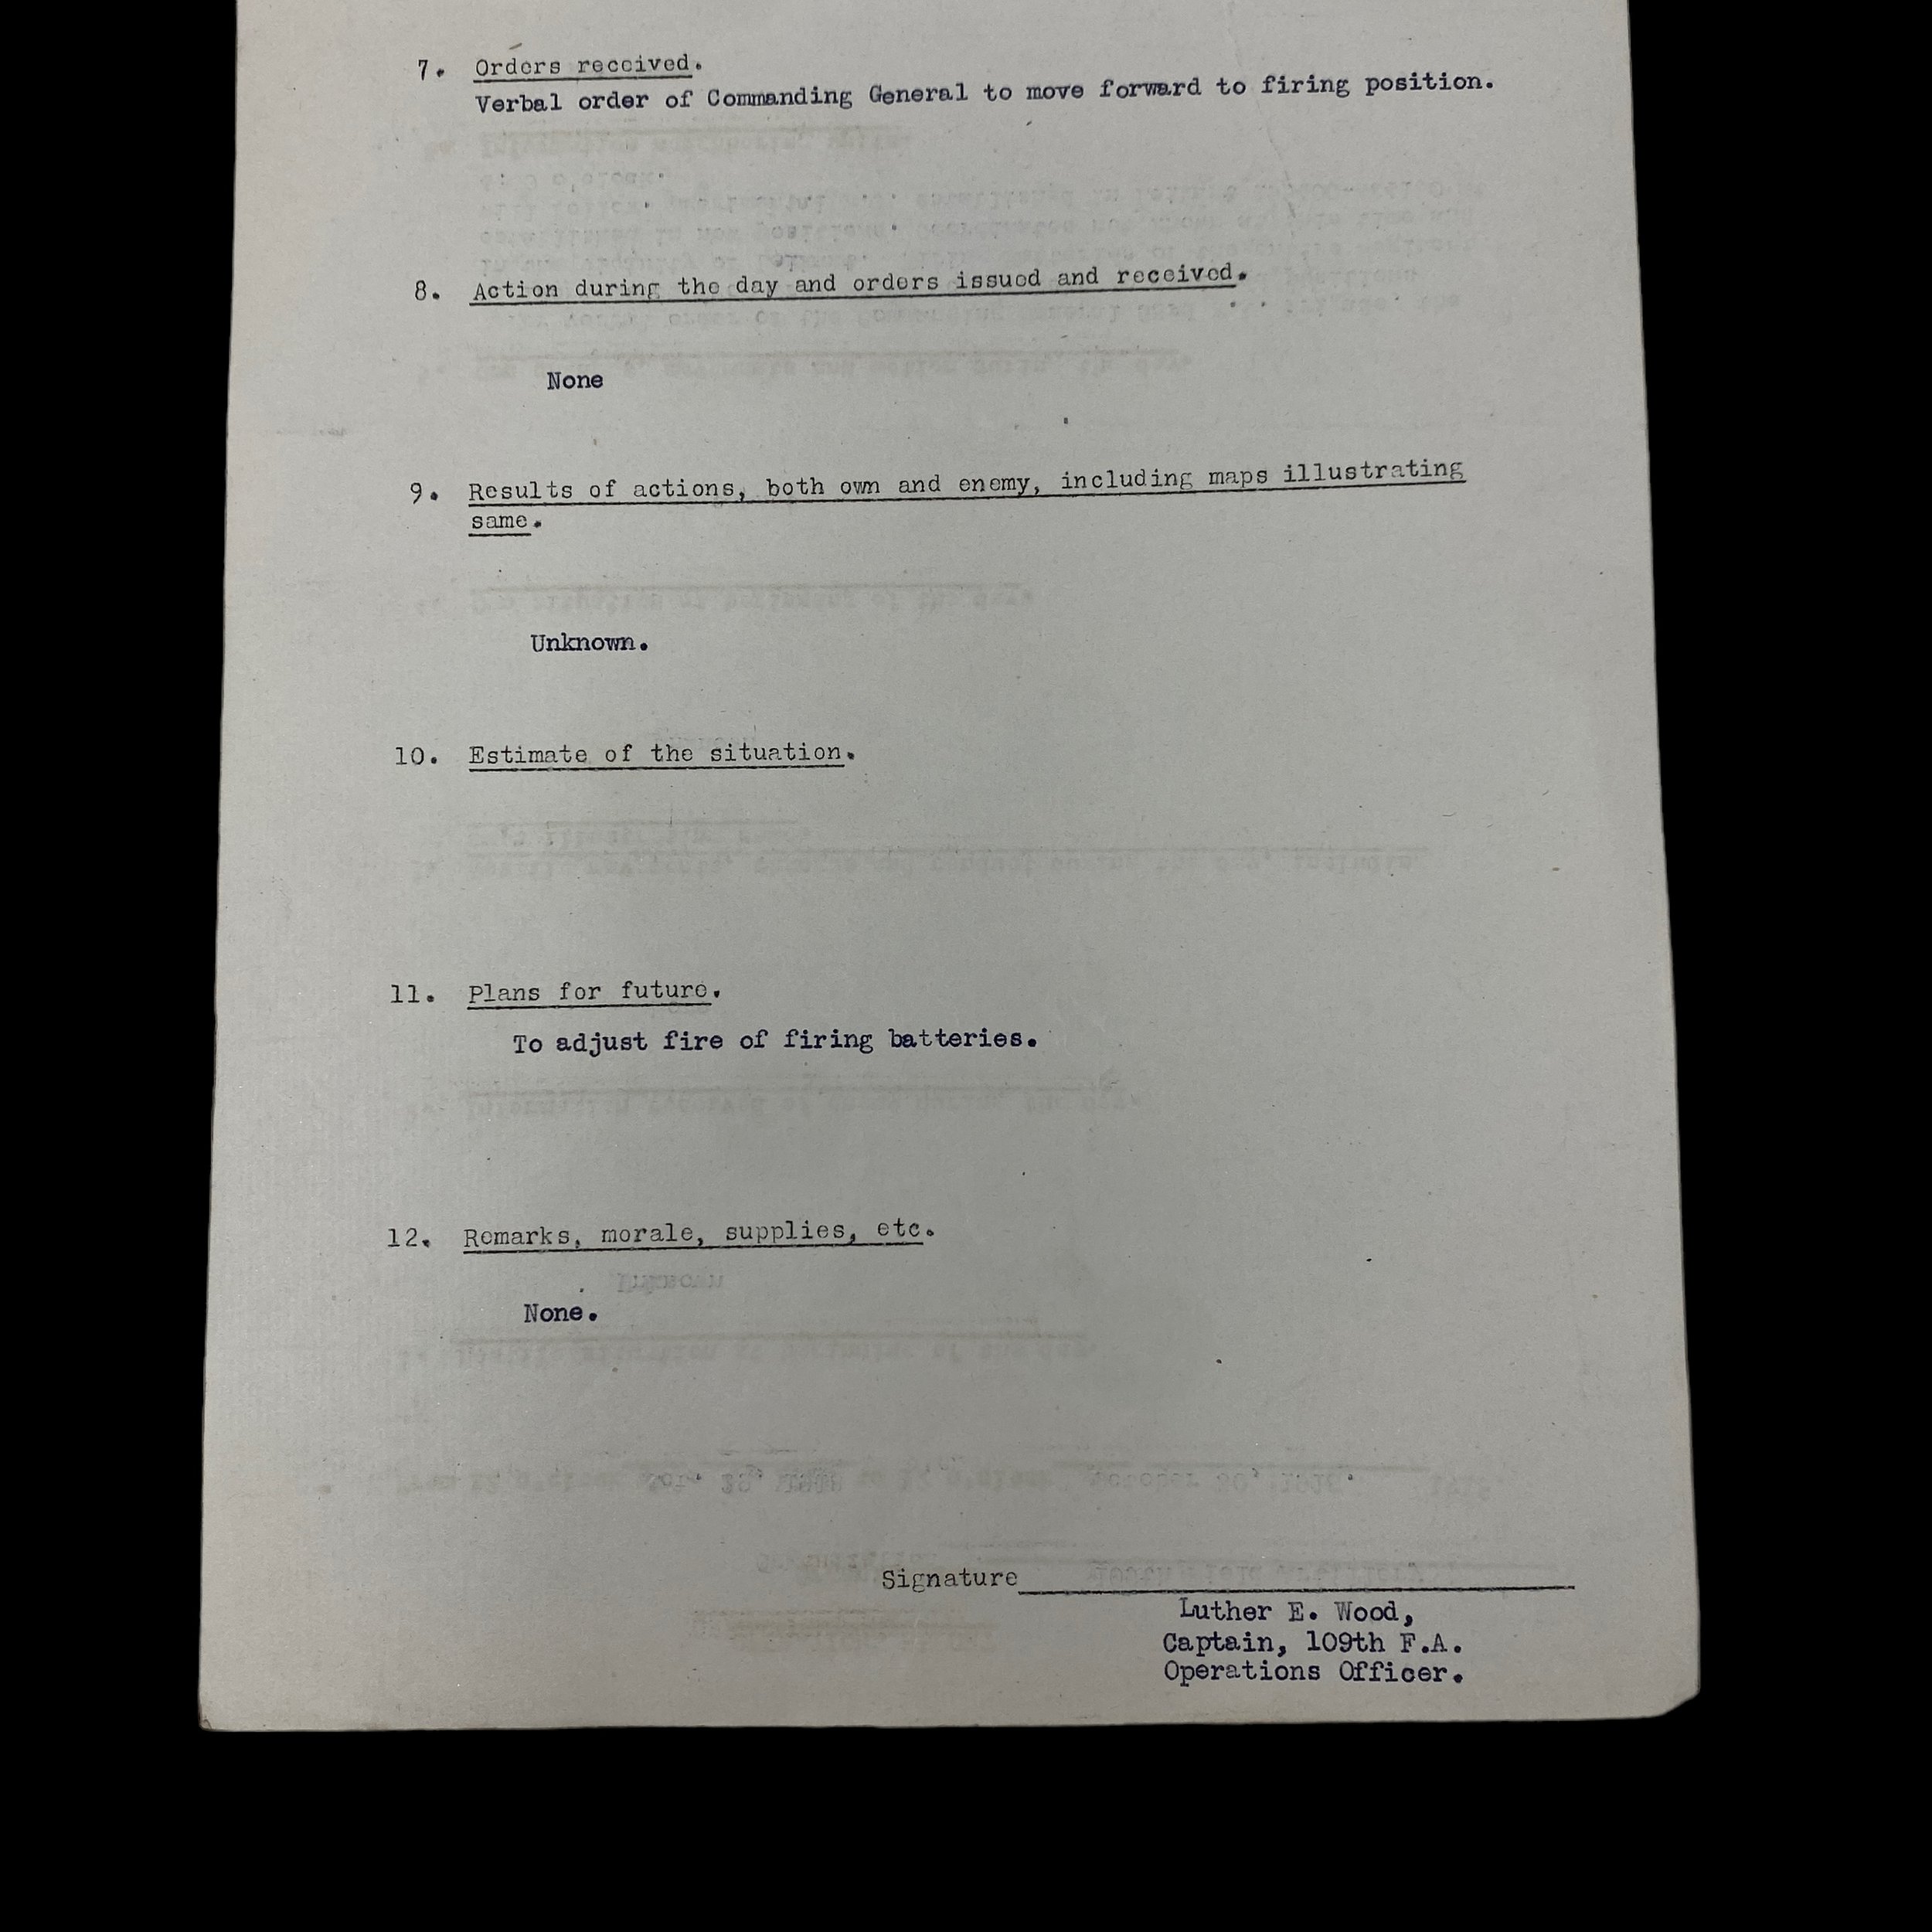 7. Orders received.
Verbal order of Commanding General to move forward to firing position.
8. Action during the day and orders issued and received.
None
9. Results of actions, both own and enemy, including maps illustrating
same.
Unknown.
10. Estimate of the situation.
11. Plans for future.
To adjust fire of firing batteries.
12. Remarks, morale, supplies, etc.
None.
Signature
Luther E. Wood,
Captain, 109th F.A.
Operations Officer.